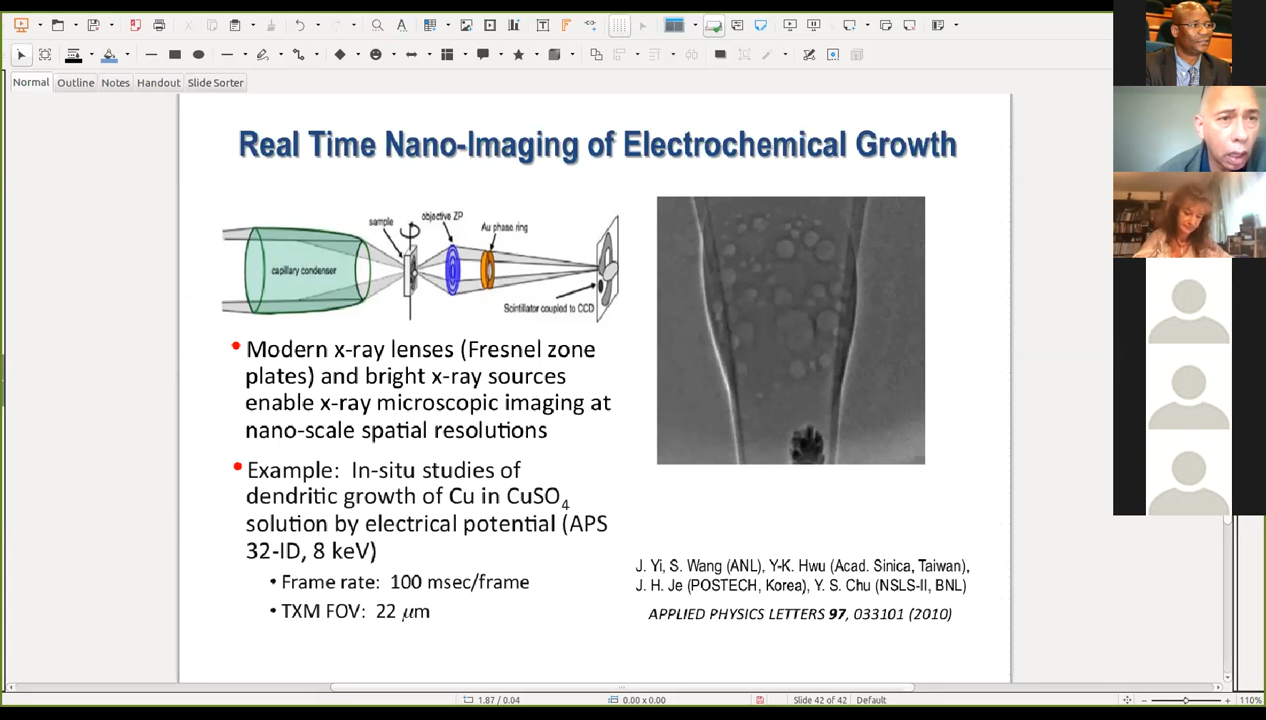 Normal Outline Notes Handout Slide Sorter
Real Time Nano-Imaging of Electrochemical Growth
sample
objective ZP
Au phase ring
capillary condenser
Scintillator coupled to CCD
• Modern x-ray lenses (Fresnel zone
plates) and bright x-ray sources
enable x-ray microscopic imaging at
nano-scale spatial resolutions
• Example: In-situ studies of
dendritic growth of Cu in CuSO₄
solution by electrical potential (APS
32-ID, 8 keV)
• Frame rate: 100 msec/frame
• TXM FOV: 22 μm
J. Yi, S. Wang (ANL), Y-K. Hwu (Acad. Sinica, Taiwan),
J. H. Je (POSTECH, Korea), Y. S. Chu (NSLS-II, BNL)
APPLIED PHYSICS LETTERS 97, 033101 (2010)
1.87 / 0.04 0.00 x 0.00 Slide 42 of 42 Default 110%